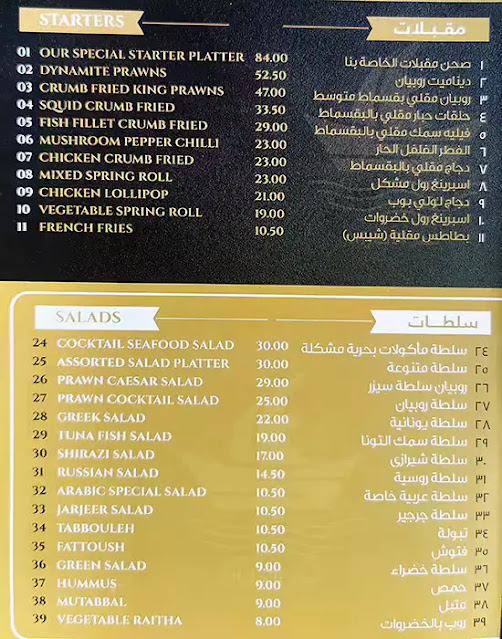 STARTERS مقبلات
01 OUR SPECIAL STARTER PLATTER 84.00 صحن مقبلات الخاصة بنا ١
02 DYNAMITE PRAWNS 52.50 ديناميت روبيان ٢
03 CRUMB FRIED KING PRAWNS 47.00 روبيان مقلي بقسماط متوسط ٣
04 SQUID CRUMB FRIED 33.50 حلقات حبار مقلي بالبقسماط ٤
05 FISH FILLET CRUMB FRIED 29.00 فيليه سمك مقلي بالبقسماط ٥
06 MUSHROOM PEPPER CHILLI 23.00 الفطر الفلفل الحار ٦
07 CHICKEN CRUMB FRIED 23.00 دجاج مقلي بالبقسماط ٧
08 MIXED SPRING ROLL 23.00 اسبرينغ رول مشكل ٨
09 CHICKEN LOLLIPOP 21.00 دجاج لولي بوب ٩
10 VEGETABLE SPRING ROLL 19.00 اسبرينغ رول خضروات ١٠
11 FRENCH FRIES 10.50 بطاطس مقلية (شيبس) ١١
SALADS سلطات
24 COCKTAIL SEAFOOD SALAD 30.00 سلطة مأكولات بحرية مشكلة ٢٤
25 ASSORTED SALAD PLATTER 30.00 سلطة متنوعة ٢٥
26 PRAWN CAESAR SALAD 29.00 روبيان سلطة سيزر ٢٦
27 PRAWN COCKTAIL SALAD 25.00 سلطة روبيان ٢٧
28 GREEK SALAD 22.00 سلطة يونانية ٢٨
29 TUNA FISH SALAD 19.00 سلطة سمك التونا ٢٩
30 SHIRAZI SALAD 17.00 سلطة شيرازى ٣٠
31 RUSSIAN SALAD 14.50 سلطة روسية ٣١
32 ARABIC SPECIAL SALAD 10.50 سلطة عربية خاصة ٣٢
33 JARJEER SALAD 10.50 سلطة جرجير ٣٣
34 TABBOULEH 10.50 تبولة ٣٤
35 FATTOUSH 10.50 فتوش ٣٥
36 GREEN SALAD 9.00 سلطة خضراء ٣٦
37 HUMMUS 9.00 حمص ٣٧
38 MUTABBAL 9.00 متبل ٣٨
39 VEGETABLE RAITHA 8.00 روب بالخضروات ٣٩